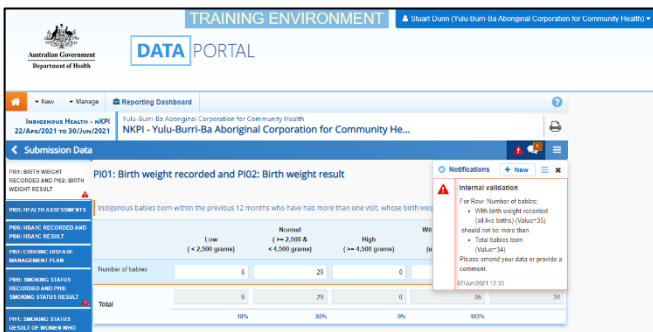 TRAINING ENVIRONMENT
Stuart Dunn (Yulu-Burri-Ba Aboriginal Corporation for Community Health)
Australian Government
Department of Health
DATA PORTAL
New
Manage
Reporting Dashboard
INDIGENOUS HEALTH - NKPI
22/APR/2021 TO 30/JUN/2021
Yulu-Burri-Ba Aboriginal Corporation for Community Health
NKPI - Yulu-Burri-Ba Aboriginal Corporation for Community He...
Submission Data
PI01: BIRTH WEIGHT
RECORDED AND PI02: BIRTH
WEIGHT RESULT
PI03: HEALTH ASSESSMENTS
PI05: HBA1C RECORDED AND
PI06: HBA1C RESULT
PI07: CHRONIC DISEASE
MANAGEMENT PLAN
PI09: SMOKING STATUS
RECORDED AND PI10:
SMOKING STATUS RESULT
PI11: SMOKING STATUS
RESULT OF WOMEN WHO
PI01: Birth weight recorded and PI02: Birth weight result
Indigenous babies born within the previous 12 months who have had more than one visit, whose birth wei
Low
( < 2,500 grams)
Normal
( >= 2,500 &
< 4,500 grams)
High
( >= 4,500 grams)
Wit
Number of babies
6
29
0
Total
6
29
0
35
34
18%
85%
0%
103%
Notifications
New
Internal validation
For Row: Number of babies;
With birth weight recorded
(all live births) (Value=35)
should not be more than
Total babies born
(Value=34)
Please amend your data or provide a
comment.
07/Jun/2021 12:33